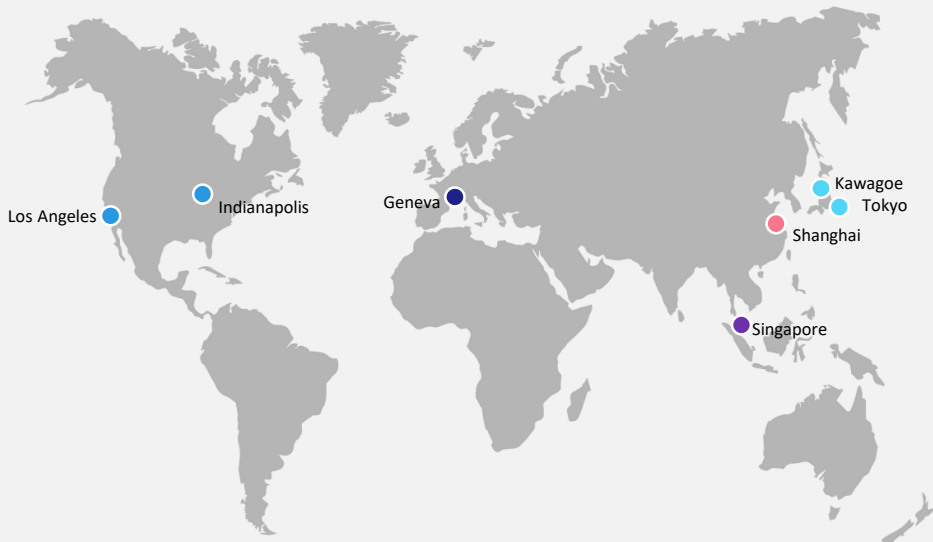 Kawagoe
Geneva
Tokyo
Indianapolis
Los Angeles
Shanghai
Singapore